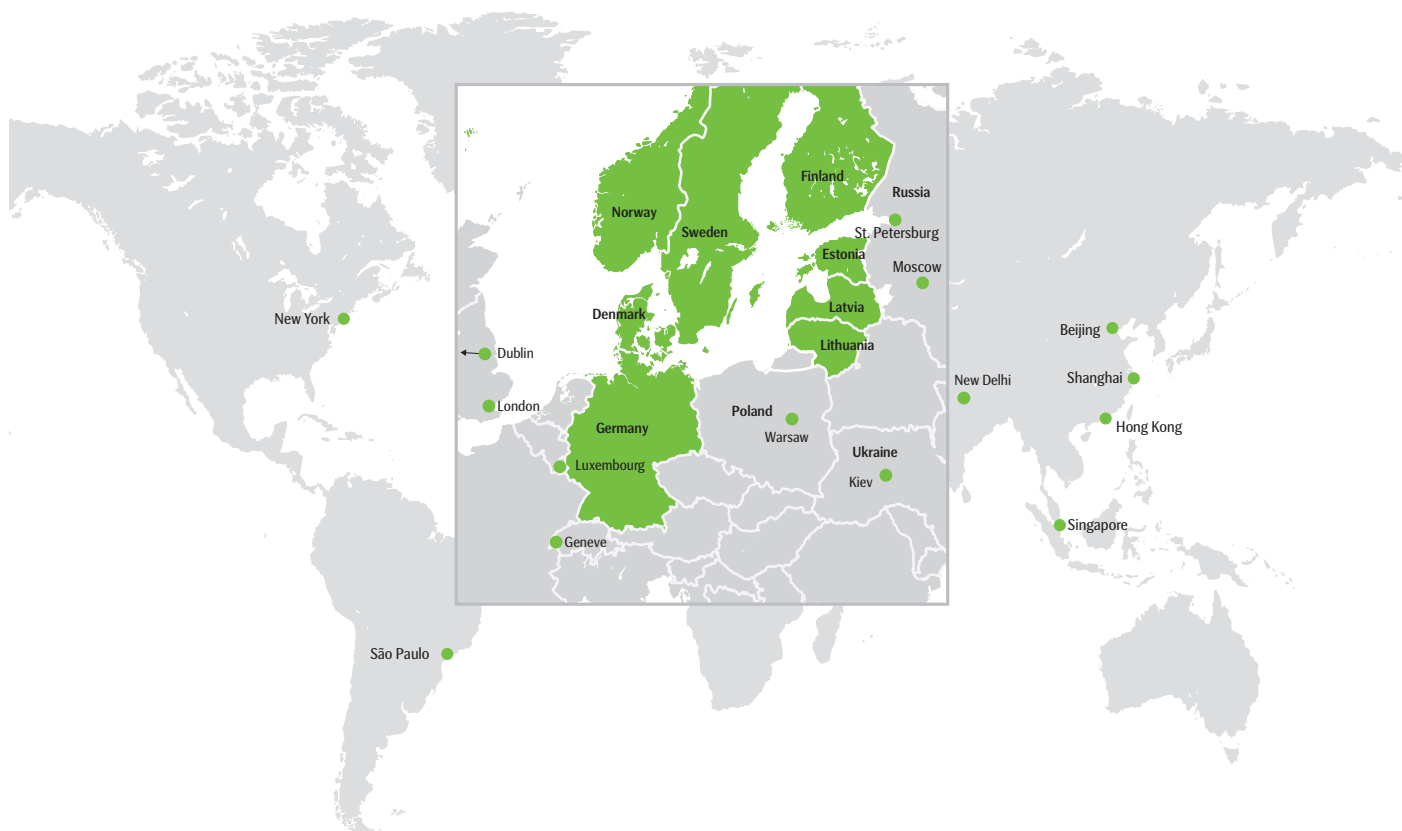 Finland
Russia
Norway
Sweden
St. Petersburg
Estonia
Moscow
Latvia
Denmark
New York
Beijing
Lithuania
Dublin
Shanghai
New Delhi
London
Poland
Hong Kong
Germany
Warsaw
Ukraine
Luxembourg
Kiev
Singapore
Geneve
São Paulo